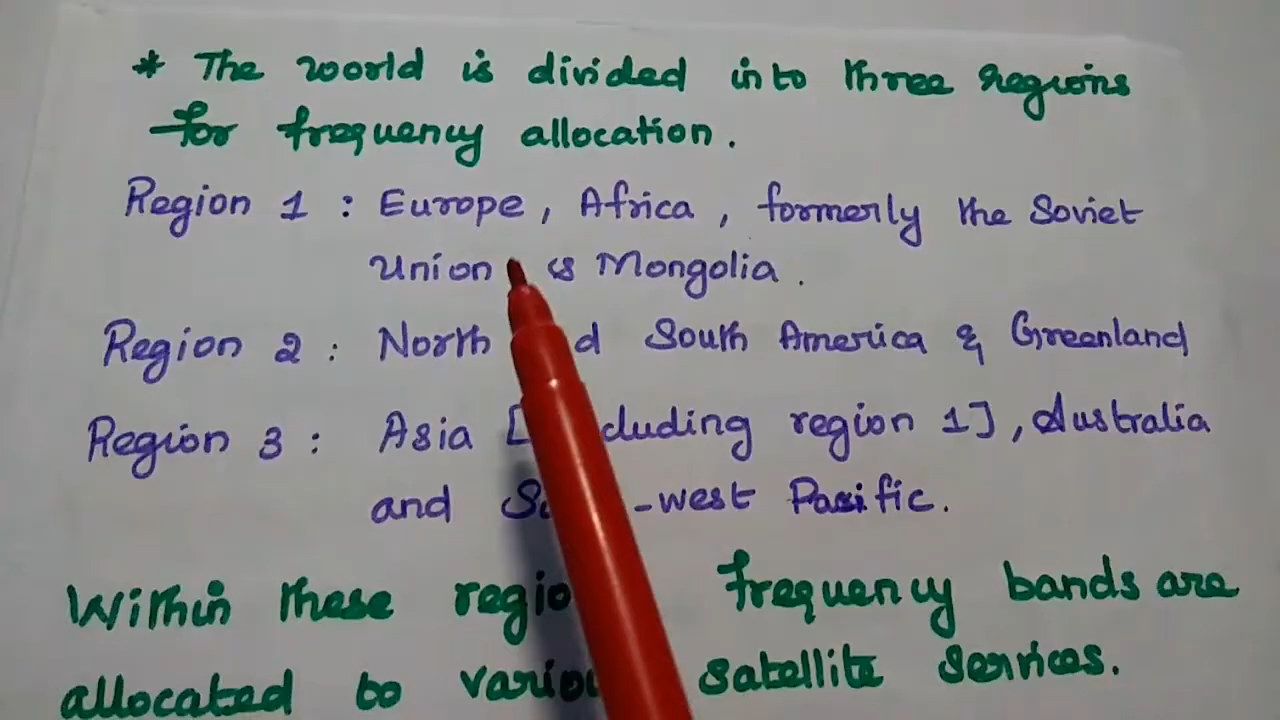 * The world is divided into three regions
for frequency allocation.
Region 1 : Europe, Africa, formerly the Soviet
Union & Mongolia.
Region 2 : North South America & Greenland
Region 3 : Asia [ region 1], Australia
and -west Pacific.
Within these frequency bands are
allocated to satellite services.